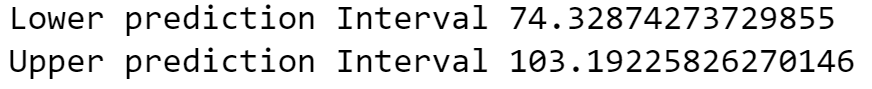 Lower prediction Interval 74.32874273729855
Upper prediction Interval 103.19225826270146